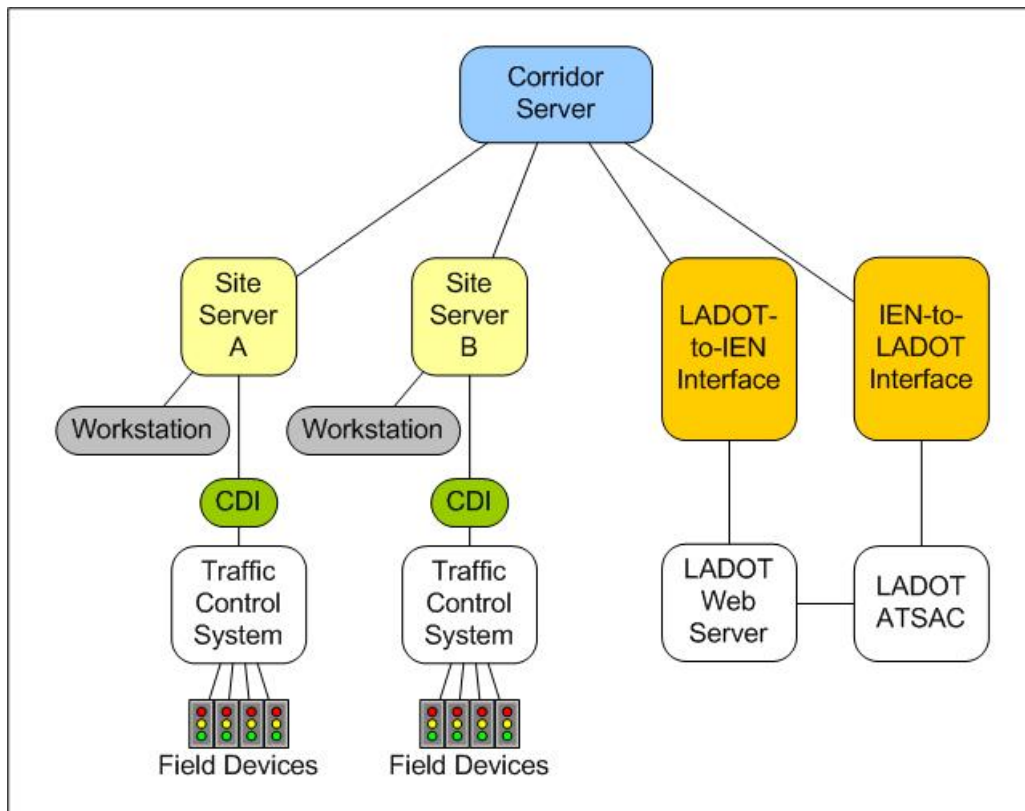 Corridor
Server
Site
Server
A
Site
Server
B
LADOT-
to-IEN
Interface
IEN-to-
LADOT
Interface
Workstation
Workstation
CDI
CDI
Traffic
Control
System
Traffic
Control
System
LADOT
Web
Server
LADOT
ATSAC
Field Devices
Field Devices